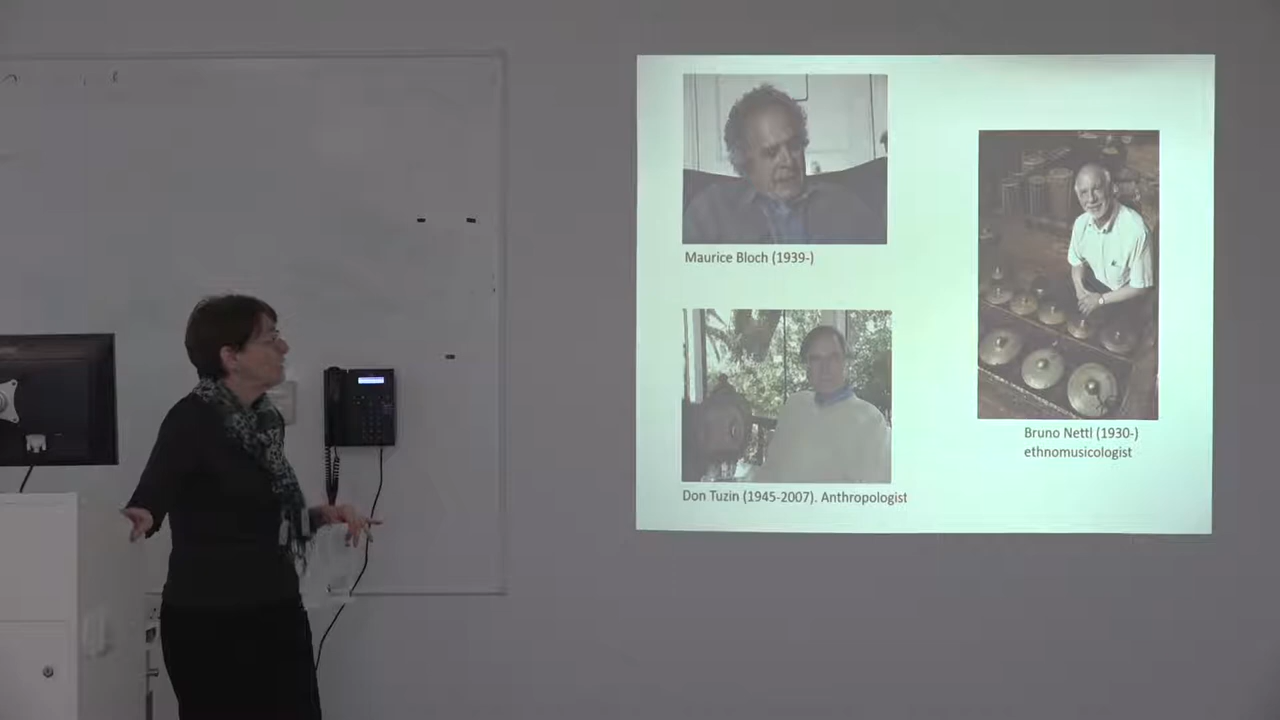 Maurice Bloch (1939-)
Don Tuzin (1945-2007). Anthropologist
Bruno Nettl (1930-)
ethnomusicologist